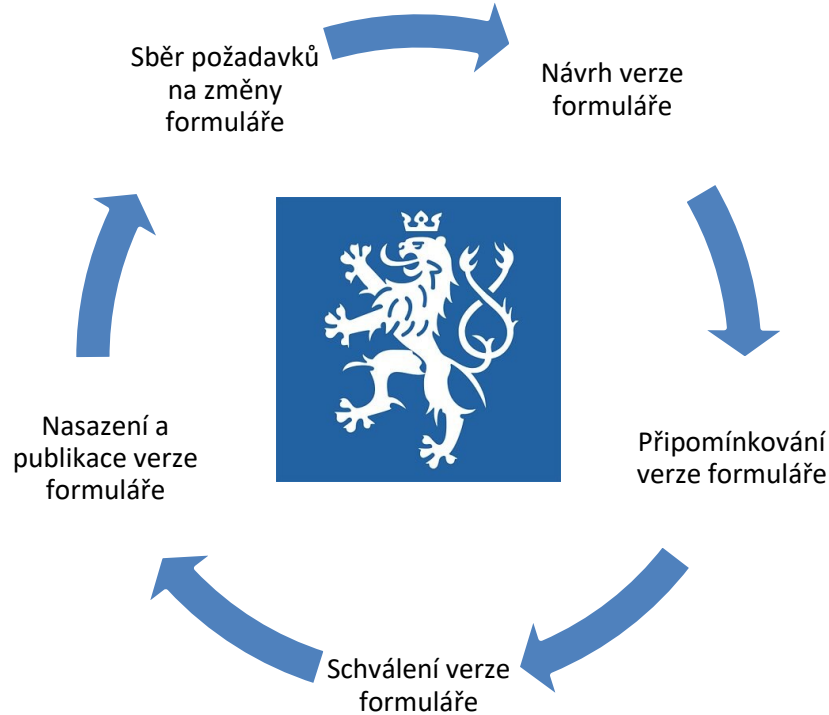 Sběr požadavků
na změny
formuláře
Návrh verze
formuláře
Připomínkování
verze formuláře
Schválení verze
formuláře
Nasazení a
publikace verze
formuláře